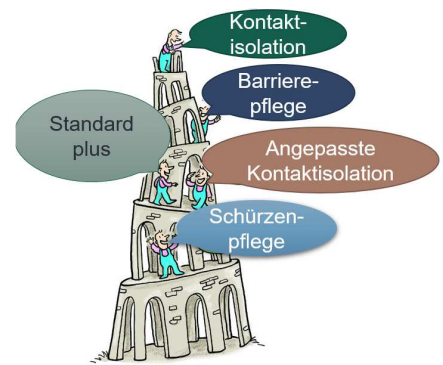 Kontakt-
isolation
Barriere-
pflege
Standard
plus
Angepasste
Kontaktisolation
Schürzen-
pflege